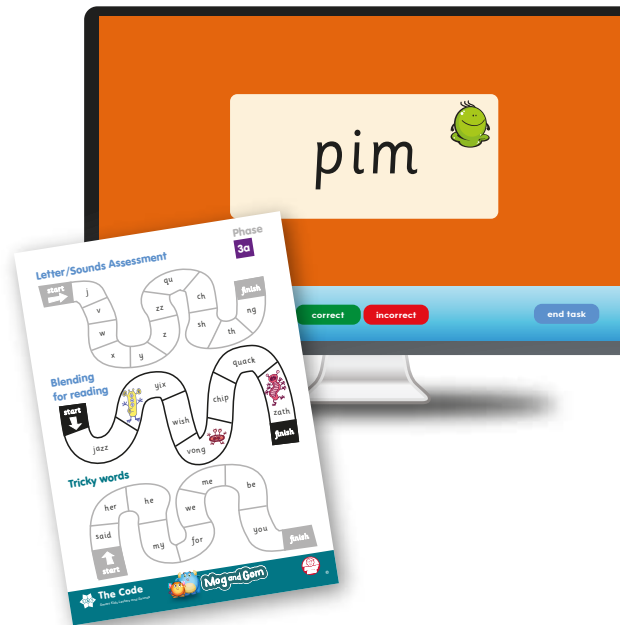 pim
correct
incorrect
end task
Phase
3a
Letter/Sounds Assessment
start
j
v
w
x
y
z
zz
qu
ch
sh
th
ng
finish
Blending
for reading
start
jazz
yix
wish
vong
chip
quack
zath
finish
Tricky words
start
said
her
he
my
for
we
me
be
you
finish
The Code
Mog and Gom